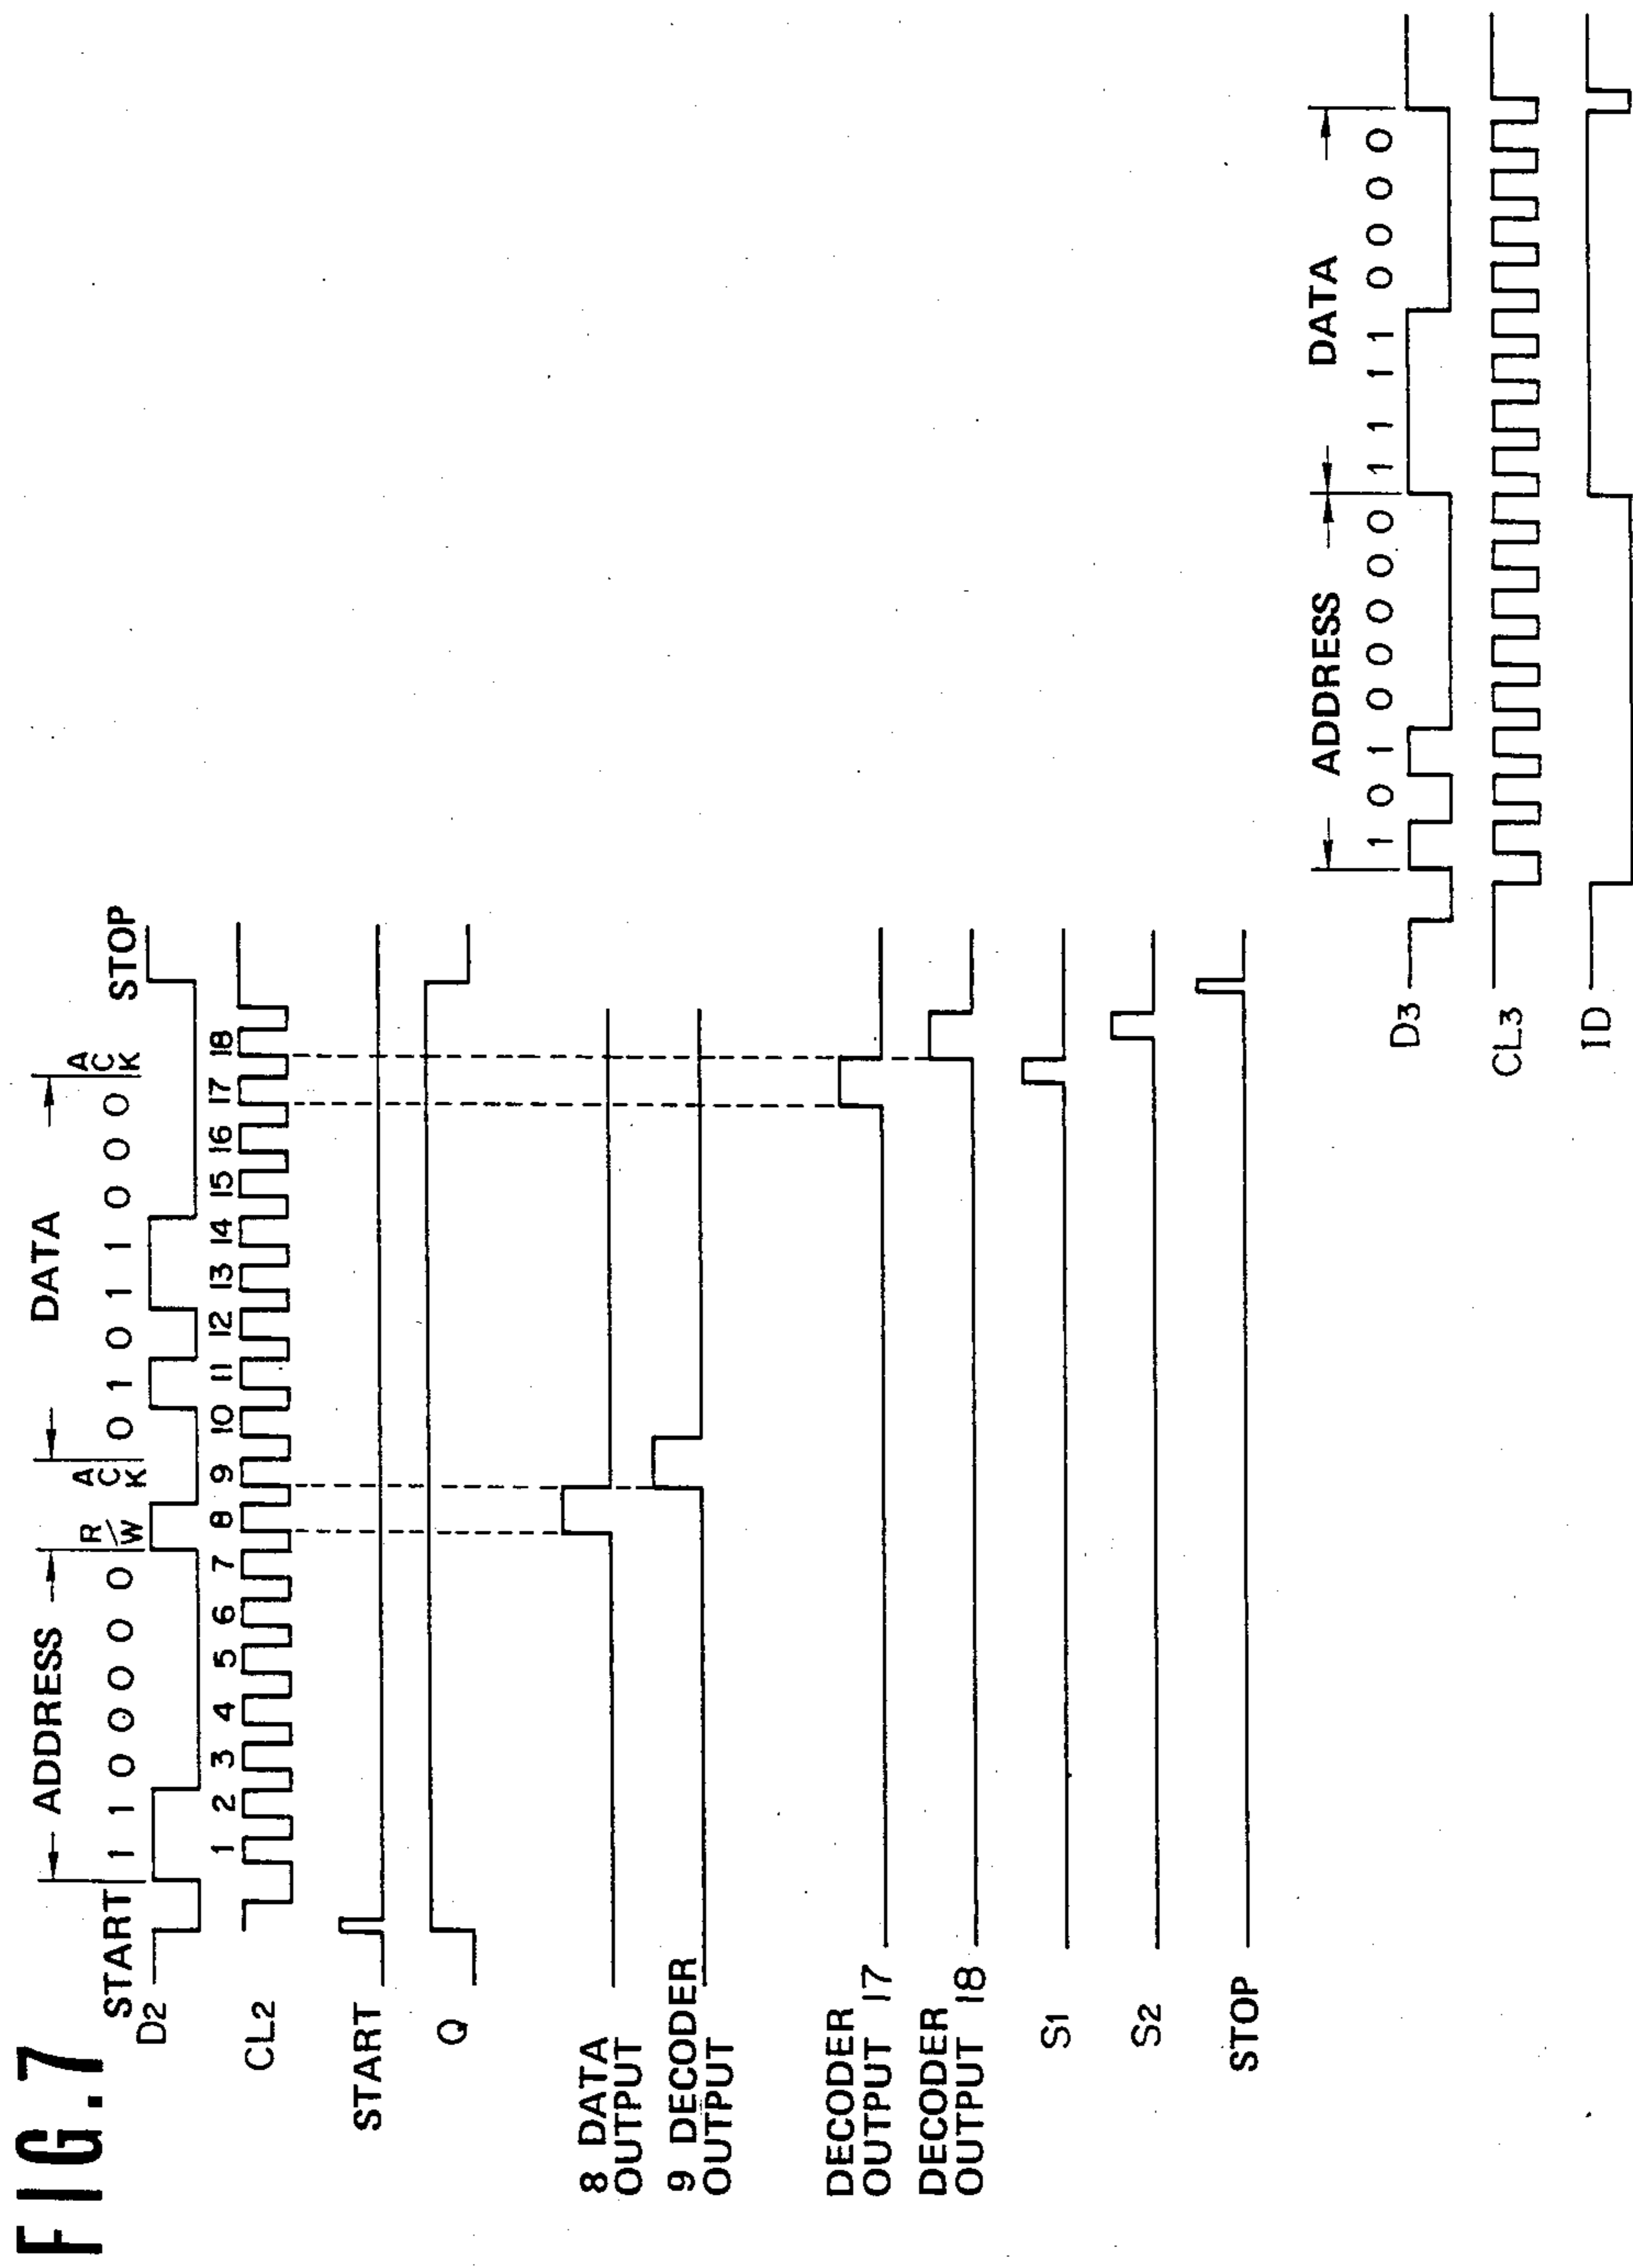 FIG.7
ADDRESS DATA
START 1 1 0 0 0 0 0 R/W ACK 0 1 0 1 1 0 0 0 ACK STOP
D2
1 2 3 4 5 6 7 8 9 10 11 12 13 14 15 16 17 18
CL2
START
Q
8 DATA
OUTPUT
9 DECODER
OUTPUT
DECODER
OUTPUT 17
DECODER
OUTPUT 18
S1
S2
STOP
ADDRESS DATA
1 0 1 0 0 0 0 0 1 1 1 1 0 0 0 0
D3
CL3
ID